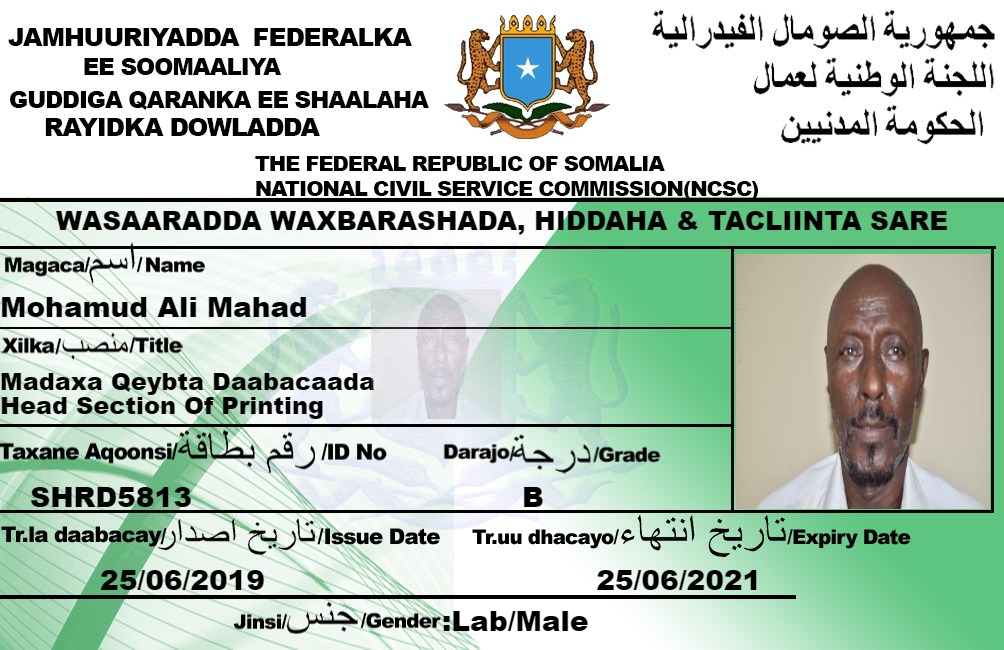 JAMHUURIYADDA FEDERALKA
EE SOOMAALIYA
GUDDIGA QARANKA EE SHAALAHA
RAYIDKA DOWLADDA
جمهورية الصومال الفيدرالية
اللجنة الوطنية لعمال
الحكومة المدنيين
THE FEDERAL REPUBLIC OF SOMALIA
NATIONAL CIVIL SERVICE COMMISSION(NCSC)
WASAARADDA WAXBARASHADA, HIDDAHA & TACLIINTA SARE
Magaca/اسم/Name
Mohamud Ali Mahad
Xilka/منصب/Title
Madaxa Qeybta Daabacaada
Head Section Of Printing
Taxane Aqoonsi/رقم بطاقة/ID No
SHRD5813
Darajo/درجة/Grade
B
Tr.la daabacay/تاريخ اصدار/Issue Date
25/06/2019
Tr.uu dhacayo/تاريخ انتهاء/Expiry Date
25/06/2021
Jinsi/جنس/Gender:Lab/Male